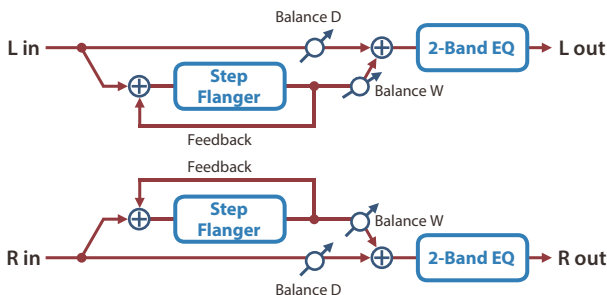 Balance D
L in
2-Band EQ
L out
Step
Flanger
Balance W
Feedback
Feedback
Step
Flanger
Balance W
R in
2-Band EQ
R out
Balance D